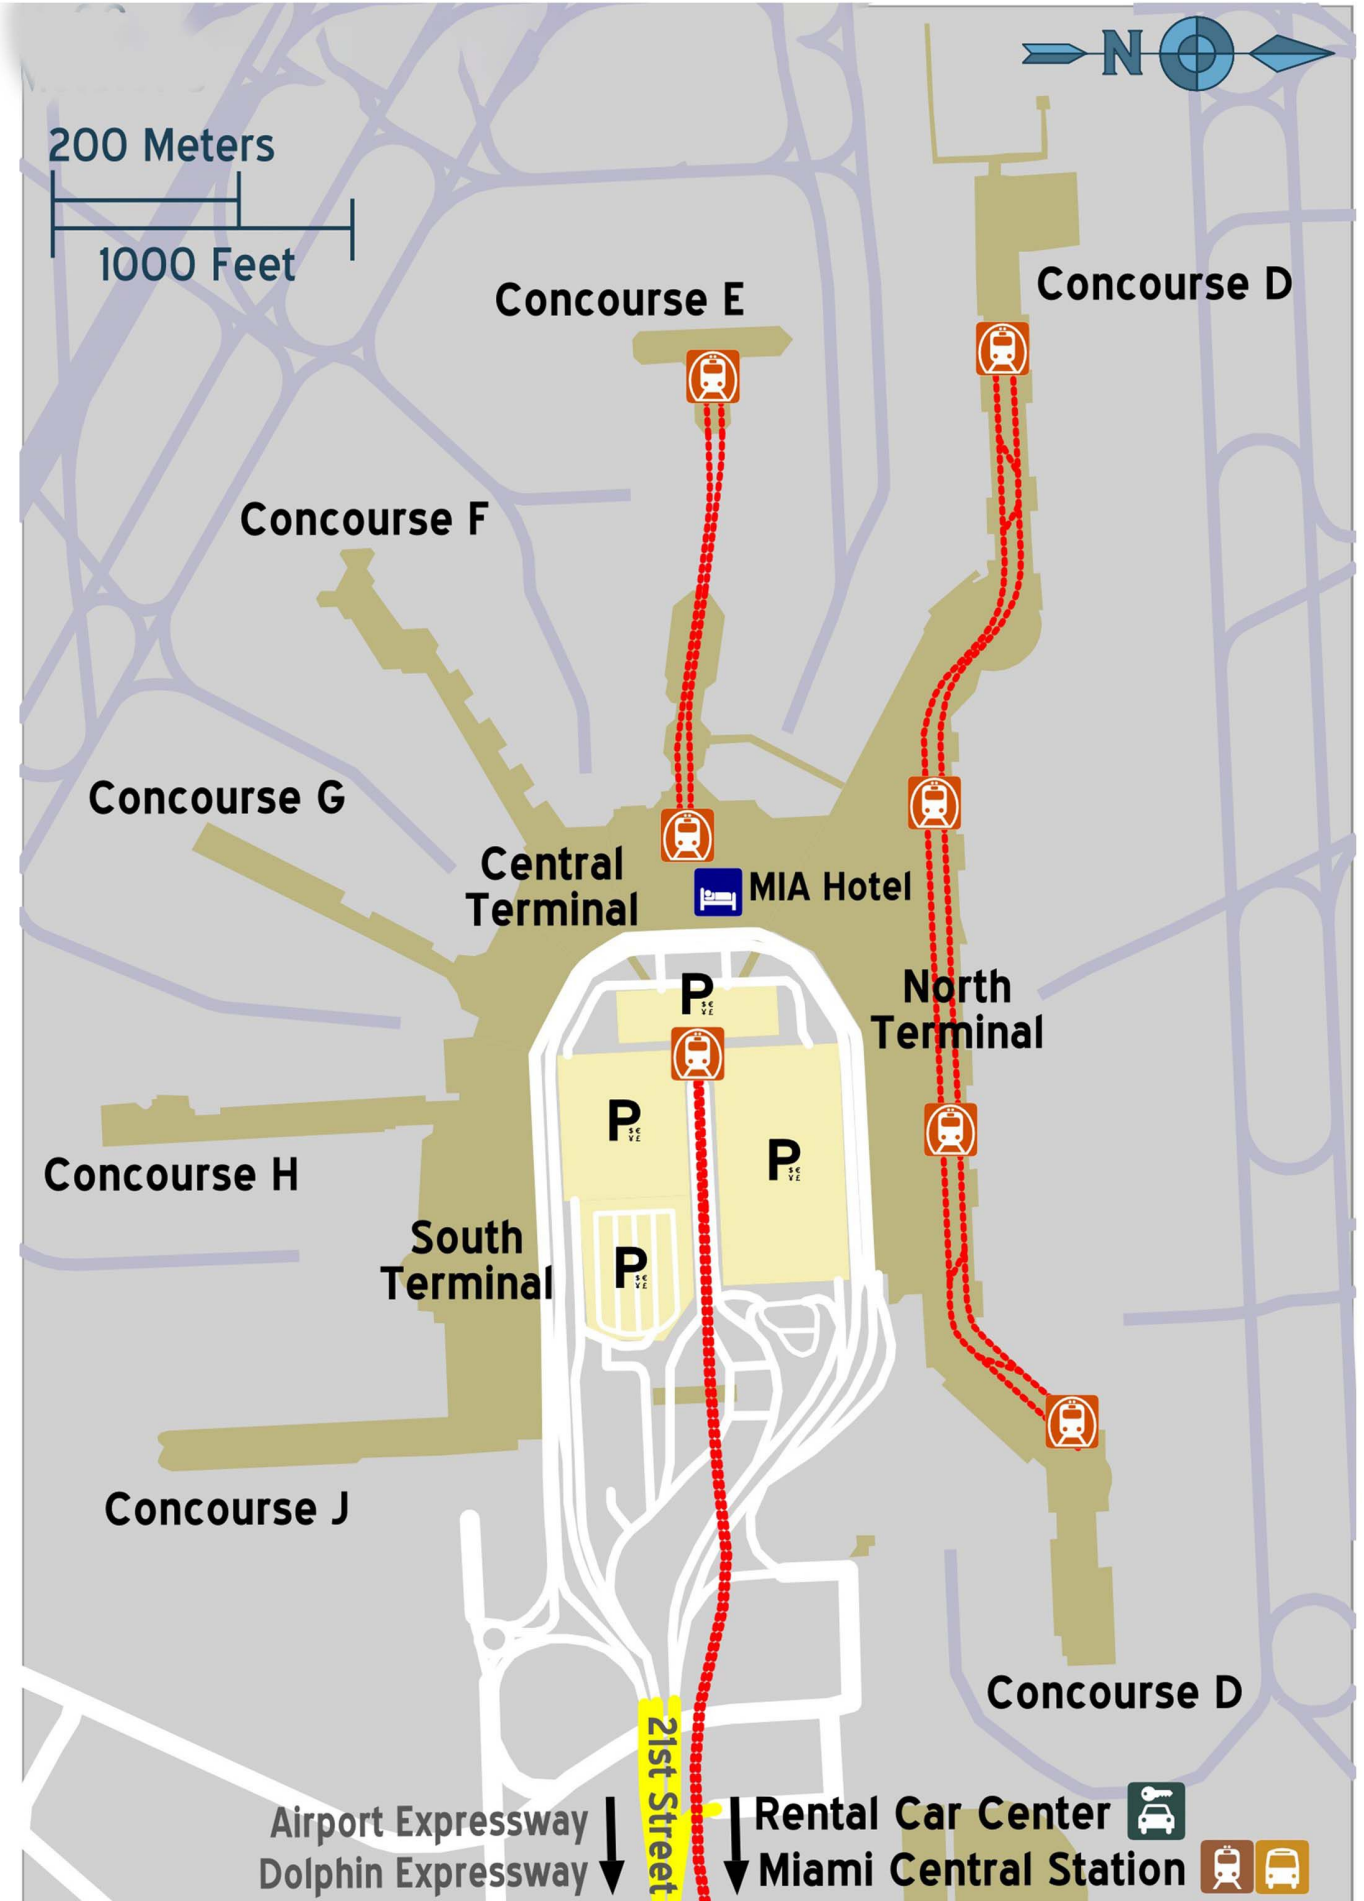 N
200 Meters
1000 Feet
Concourse D
Concourse E
Concourse F
Concourse G
Central
Terminal
MIA Hotel
P
$€
¥£
North
Terminal
P
$€
¥£
P
$€
¥£
Concourse H
South
Terminal
P
$€
¥£
Concourse J
Concourse D
21st Street
Airport Expressway
Dolphin Expressway
Rental Car Center
Miami Central Station